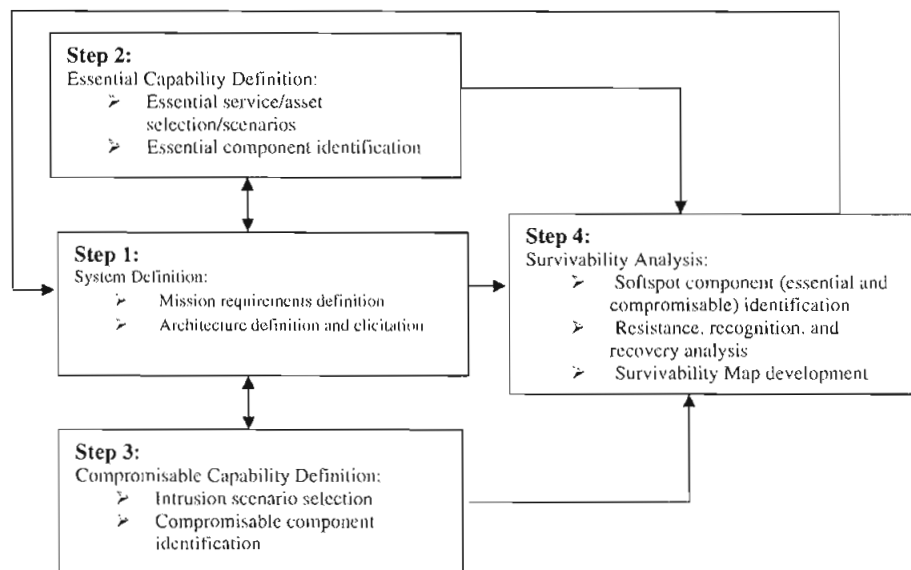 Step 2:
Essential Capability Definition:
➢ Essential service/asset
selection/scenarios
➢ Essential component identification
Step 1:
System Definition:
➢ Mission requirements definition
➢ Architecture definition and elicitation
Step 4:
Survivability Analysis:
➢ Softspot component (essential and
compromisable) identification
➢ Resistance, recognition, and
recovery analysis
➢ Survivability Map development
Step 3:
Compromisable Capability Definition:
➢ Intrusion scenario selection
➢ Compromisable component
identification